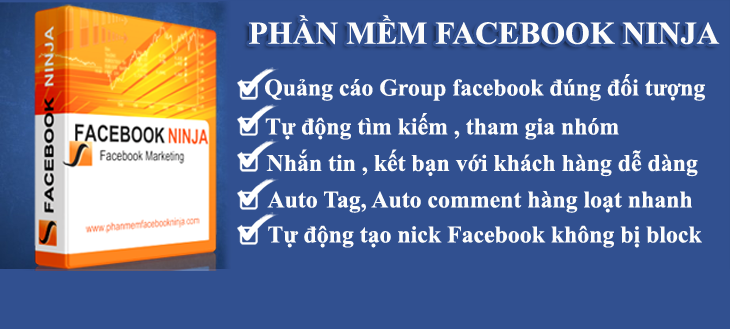 PHẦN MỀM FACEBOOK NINJA
Quảng cáo Group facebook đúng đối tượng
Tự động tìm kiếm , tham gia nhóm
Nhắn tin , kết bạn với khách hàng dễ dàng
Auto Tag, Auto comment hàng loạt nhanh
Tự động tạo nick Facebook không bị block
FACEBOOK NINJA
FACEBOOK NINJA
Facebook Marketing
www.phanmemfacebookninja.com